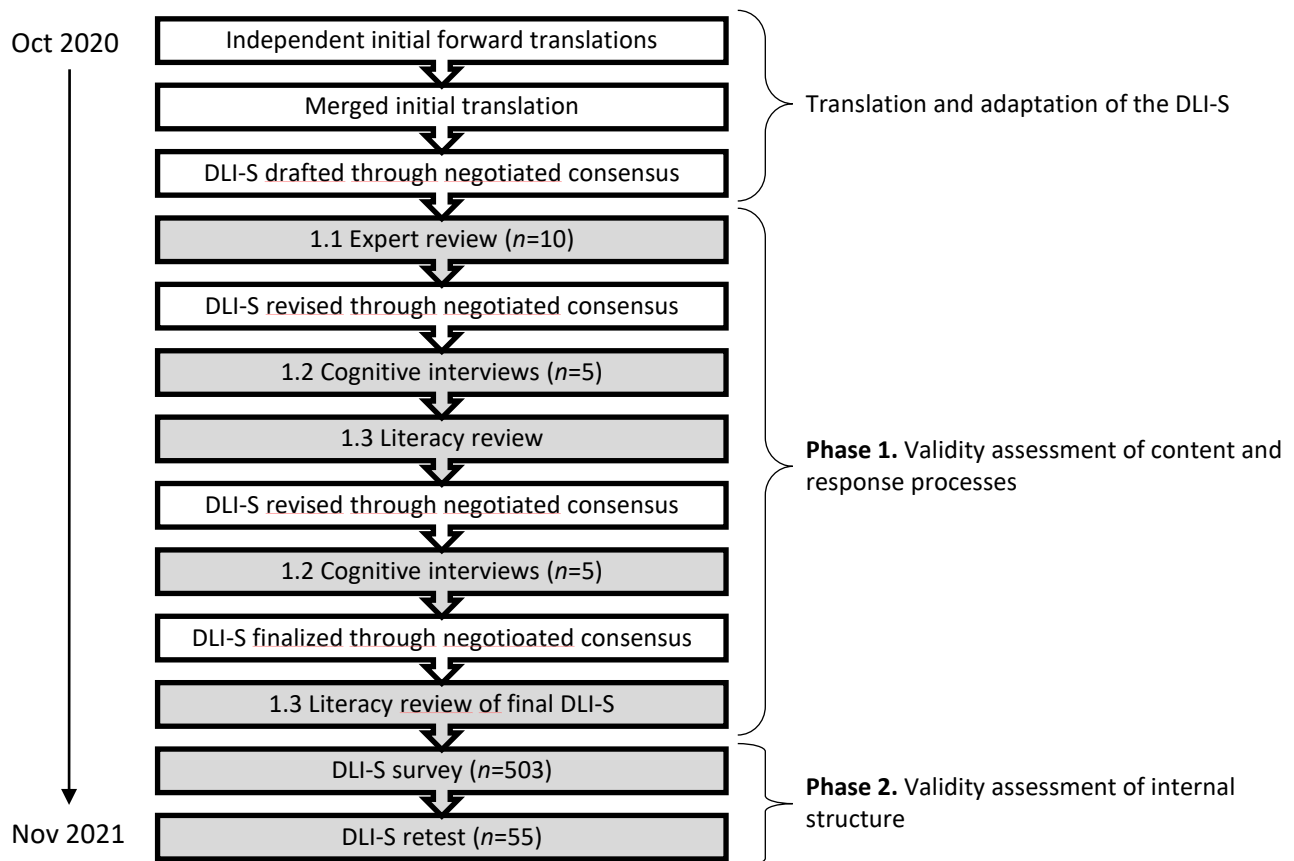 Oct 2020
Independent initial forward translations
Merged initial translation
DLI-S drafted through negotiated consensus
Translation and adaptation of the DLI-S
1.1 Expert review (n=10)
DLI-S revised through negotiated consensus
1.2 Cognitive interviews (n=5)
1.3 Literacy review
DLI-S revised through negotiated consensus
1.2 Cognitive interviews (n=5)
DLI-S finalized through negotioated consensus
1.3 Literacy review of final DLI-S
Phase 1. Validity assessment of content and
response processes
DLI-S survey (n=503)
DLI-S retest (n=55)
Phase 2. Validity assessment of internal
structure
Nov 2021